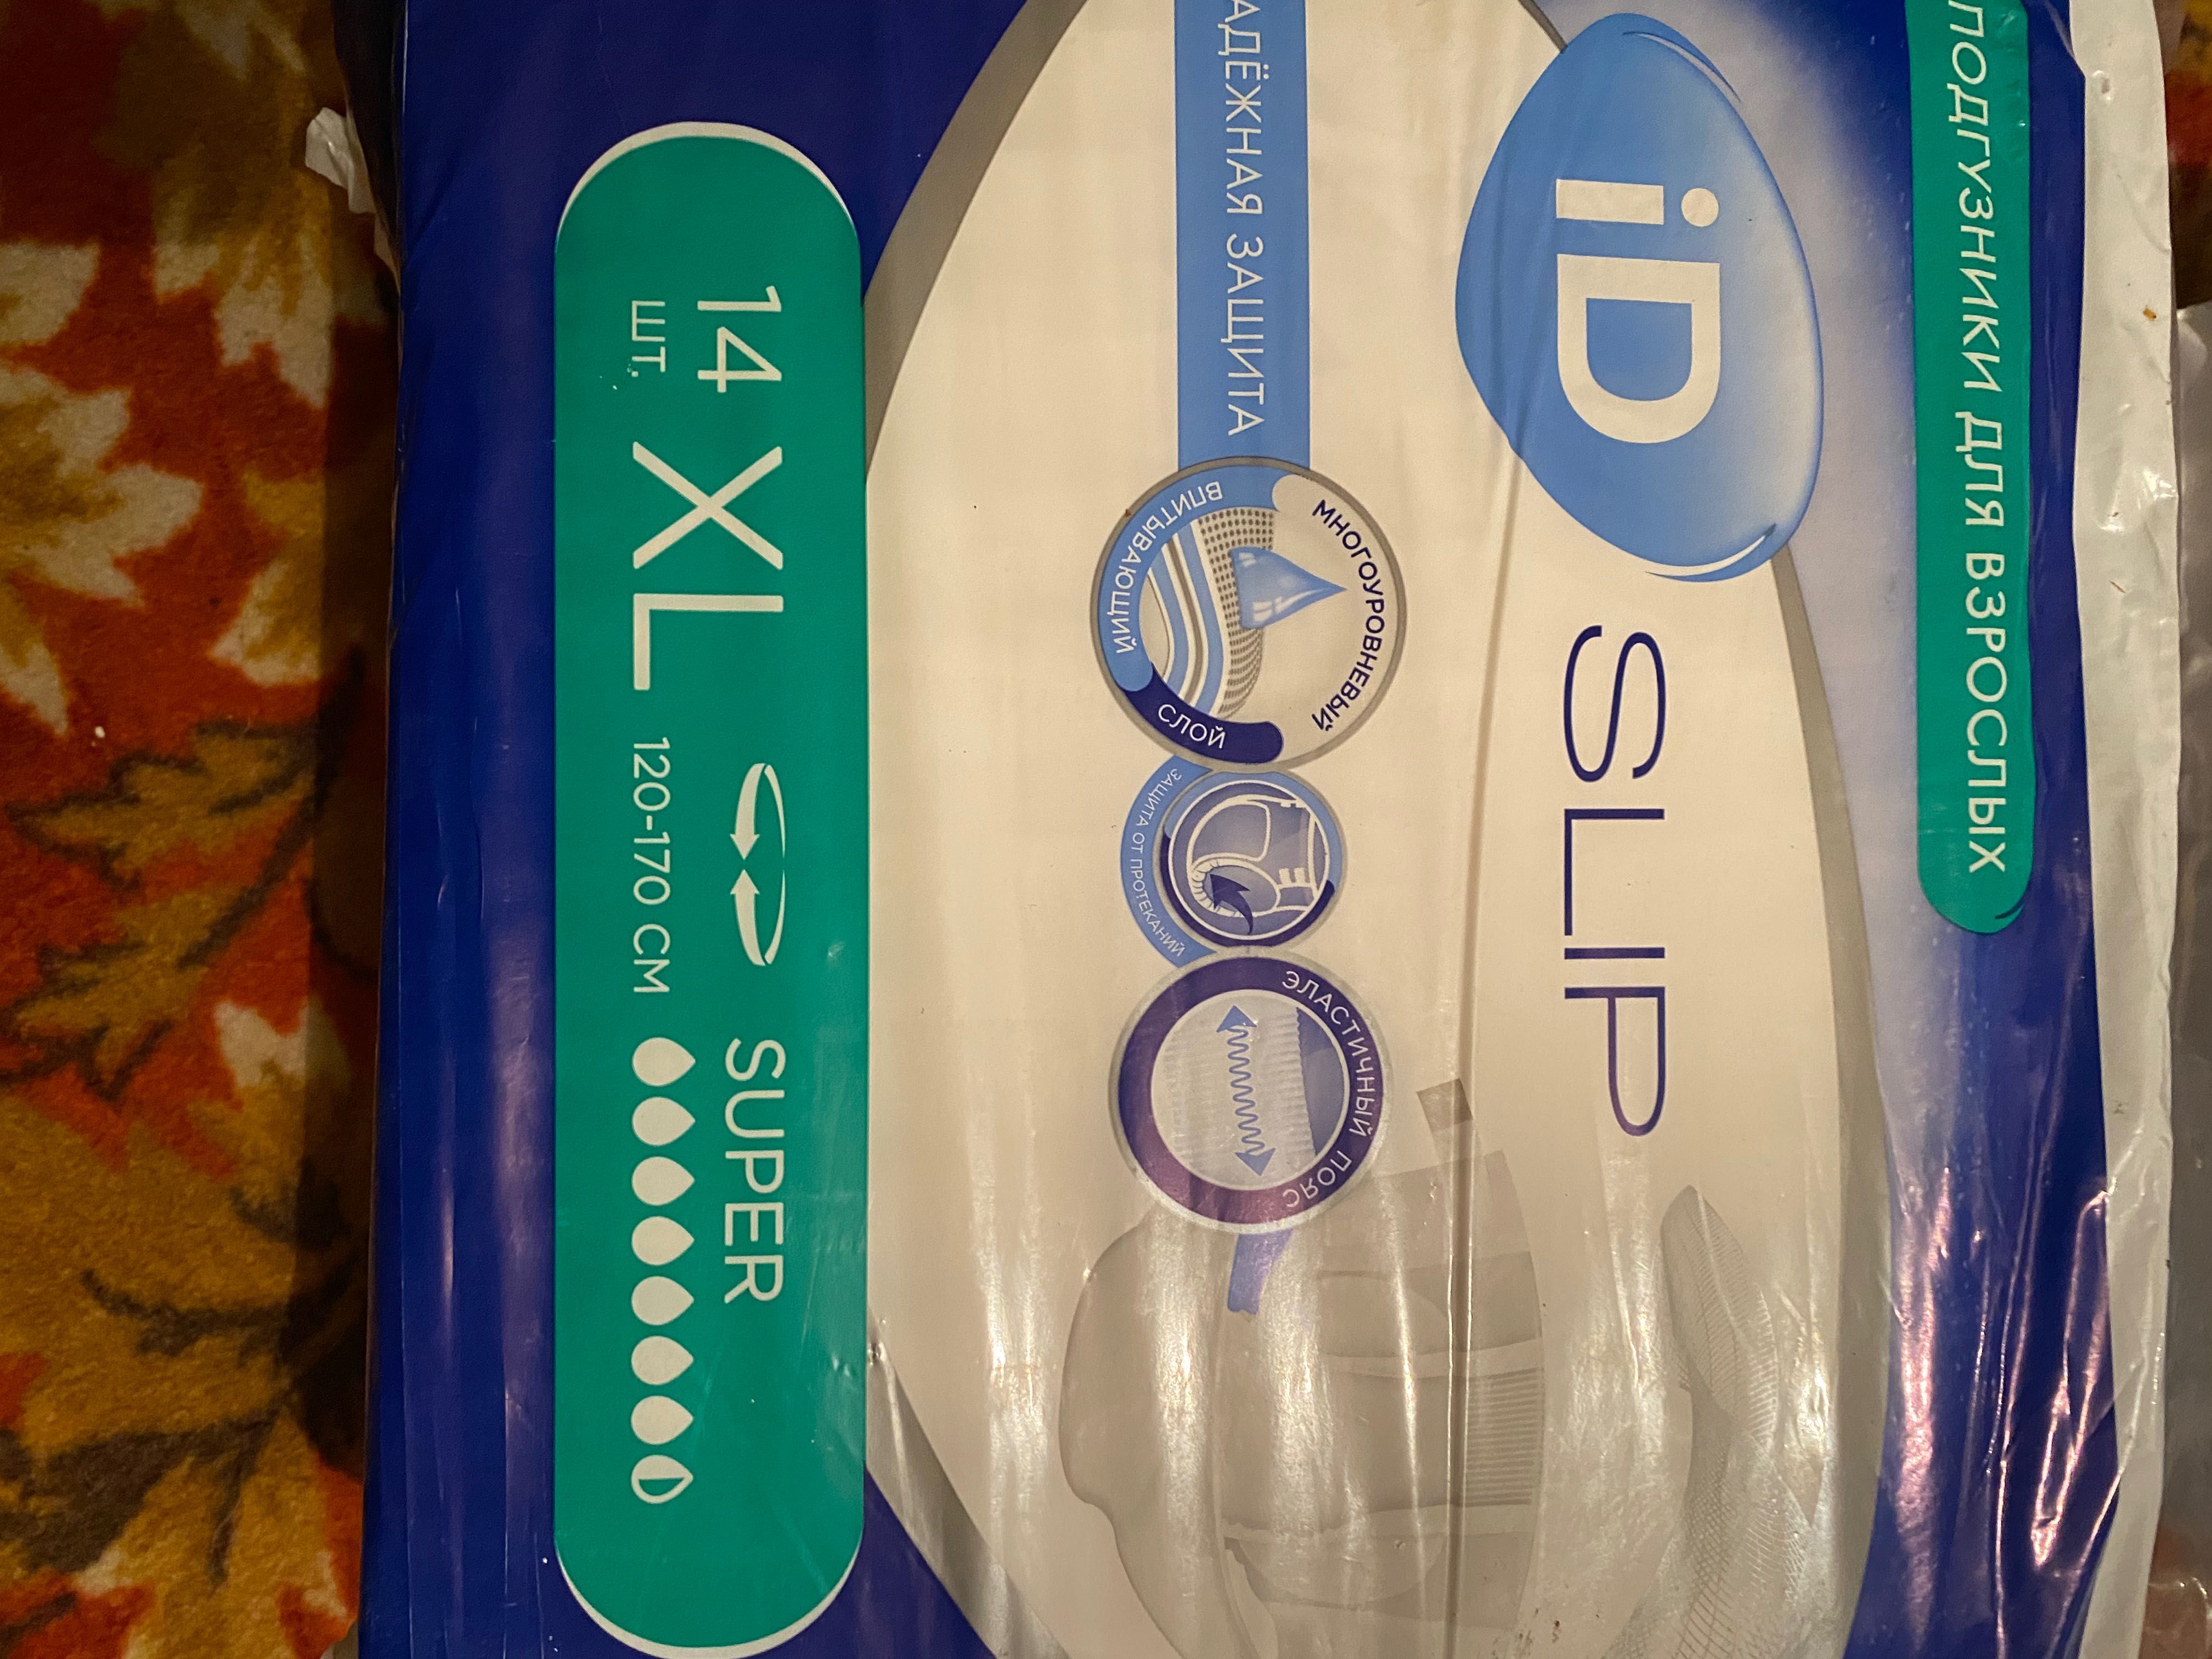 ПОДГУЗНИКИ ДЛЯ ВЗРОСЛЫХ
iD SLIP
АДЁЖНАЯ ЗАЩИТА
МНОГОУРОВНЕВЫЙ
ВПИТЫВАЮЩИЙ
СЛОЙ
ЗАЩИТА ОТ ПРОТЕКАНИЙ
ЭЛАСТИЧНЫЙ ПОЯС
14 XL SUPER
ШТ. 120-170 СМ